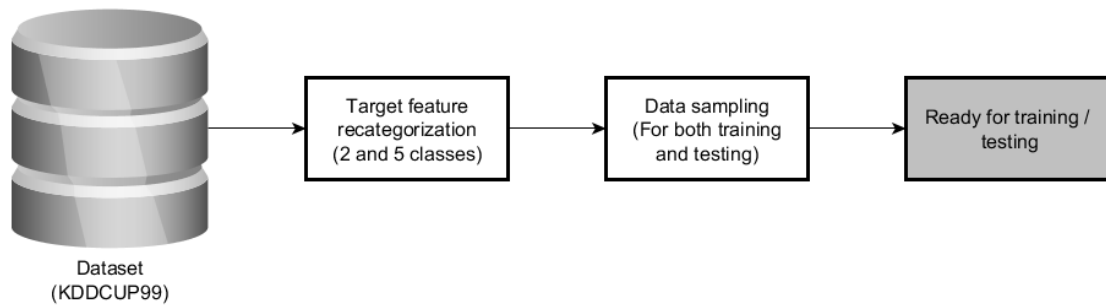 Dataset
(KDDCUP99)
Target feature
recategorization
(2 and 5 classes)
Data sampling
(For both training
and testing)
Ready for training /
testing